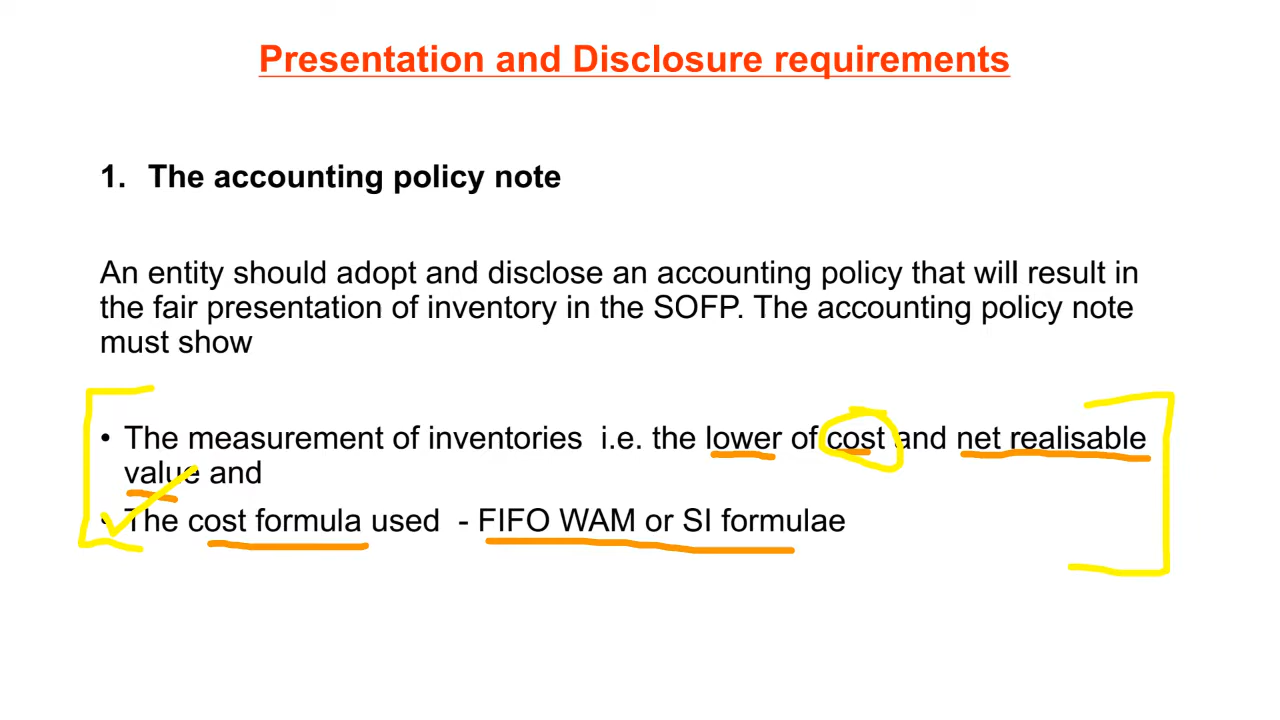 Presentation and Disclosure requirements
1. The accounting policy note
An entity should adopt and disclose an accounting policy that will result in
the fair presentation of inventory in the SOFP. The accounting policy note
must show
• The measurement of inventories i.e. the lower of cost and net realisable
value and
• The cost formula used - FIFO WAM or SI formulae